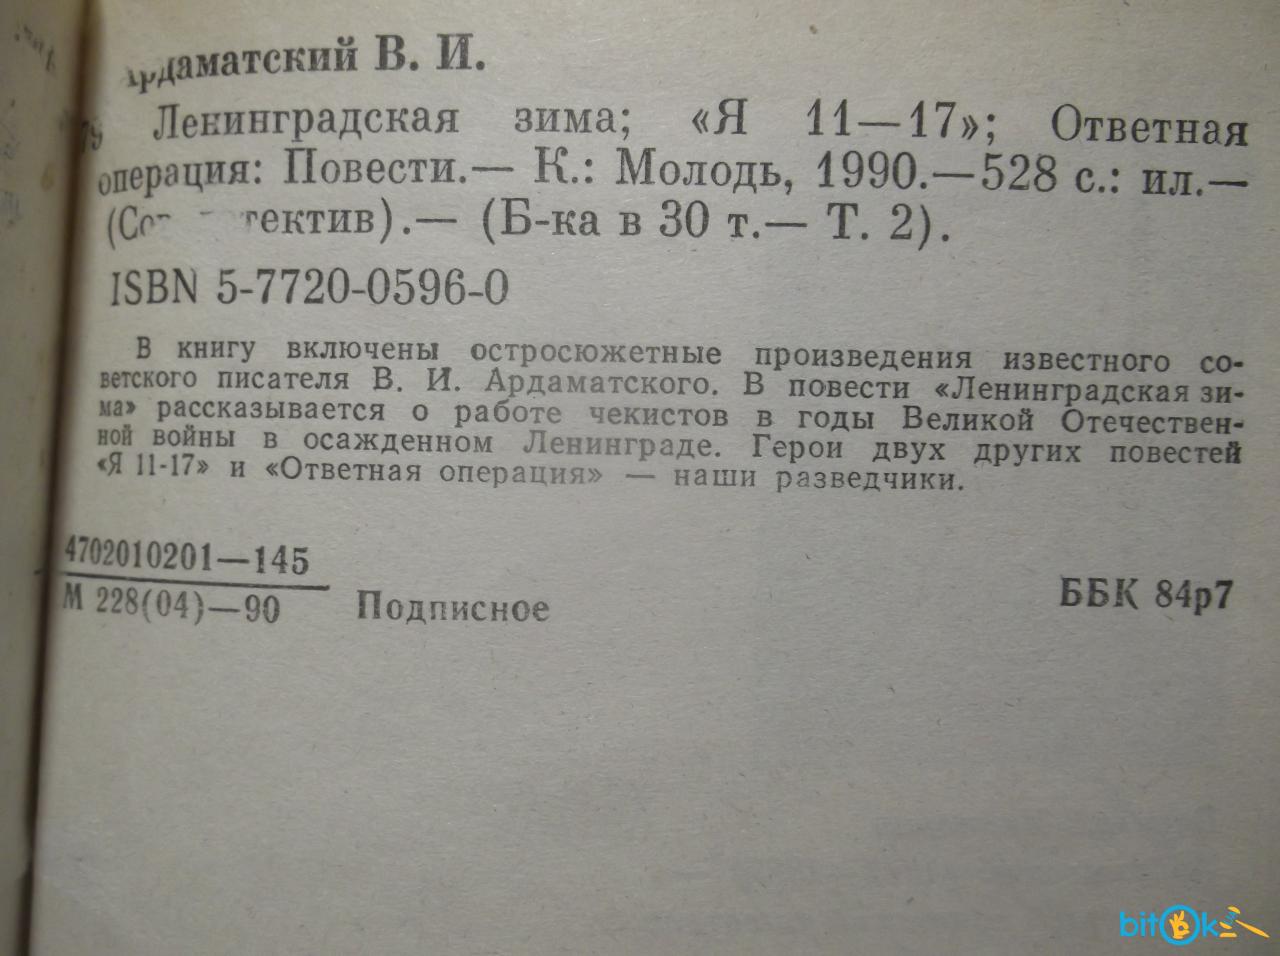 Ардаматский В. И.
79 Ленинградская зима; «Я 11—17»; Ответная
операция: Повести.— К.: Молодь, 1990.—528 с.: ил.—
(Б-ка в 30 т.— Т. 2).
ISBN 5-7720-0596-0
В книгу включены остросюжетные произведения известного со-
ветского писателя В. И. Ардаматского. В повести «Ленинградская зи-
ма» рассказывается о работе чекистов в годы Великой Отечествен-
ной войны в осажденном Ленинграде. Герои двух других повестей
«Я 11-17» и «Ответная операция» — наши разведчики.
4702010201—145
М 228(04)—90
Подписное
ББК 84р7
bitok